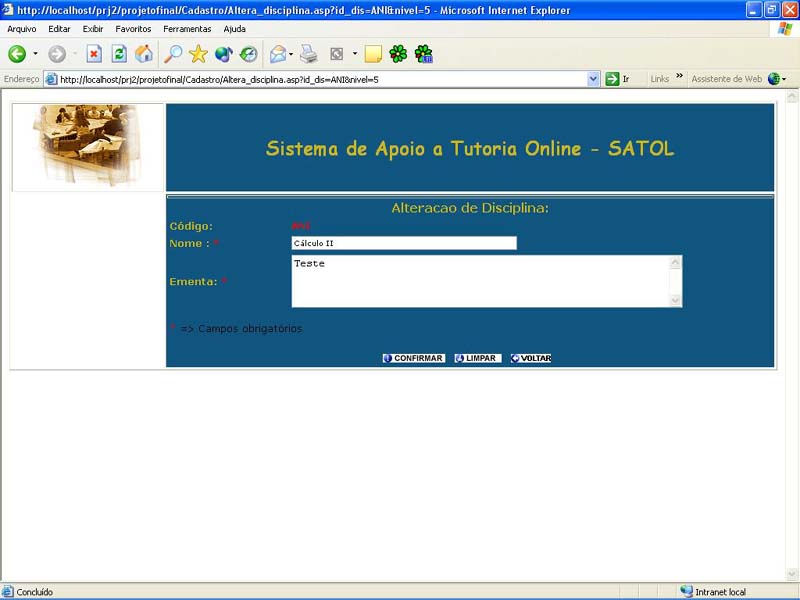 http://localhost/prj2/projetofinal/Cadastro/Altera_disciplina.asp?id_dis=ANI&nivel=5 - Microsoft Internet Explorer
Arquivo Editar Exibir Favoritos Ferramentas Ajuda
Endereço http://localhost/prj2/projetofinal/Cadastro/Altera_disciplina.asp?id_dis=ANI&nivel=5 Ir Links » Assistente de Web
Sistema de Apoio a Tutoria Online - SATOL
Alteracao de Disciplina:
Código: ANI
Nome : * Cálculo II
Ementa: * Teste
* => Campos obrigatórios
CONFIRMAR LIMPAR VOLTAR
Concluído Intranet local